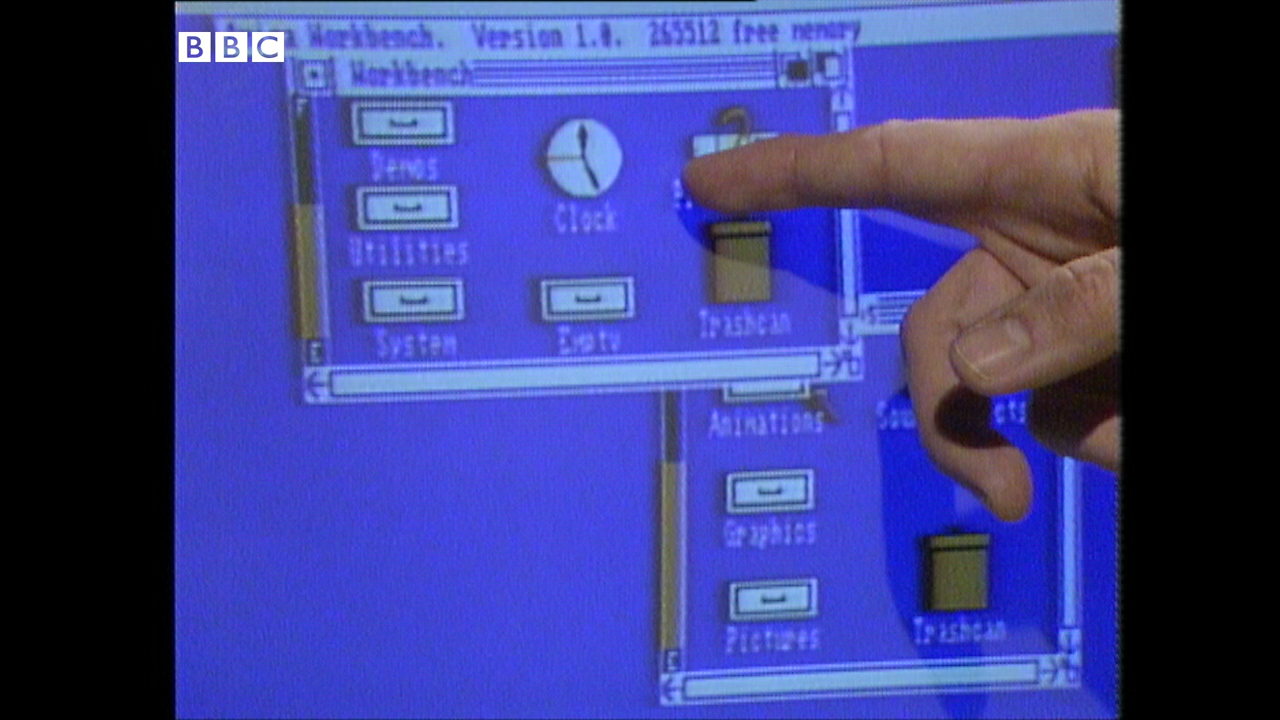 BBC
Workbench. Version 1.0. 265512 free memory
Workbench
Demos
Clock
Utilities
System
Empty
Trashcan
Animations
Graphics
Pictures
Trashcan